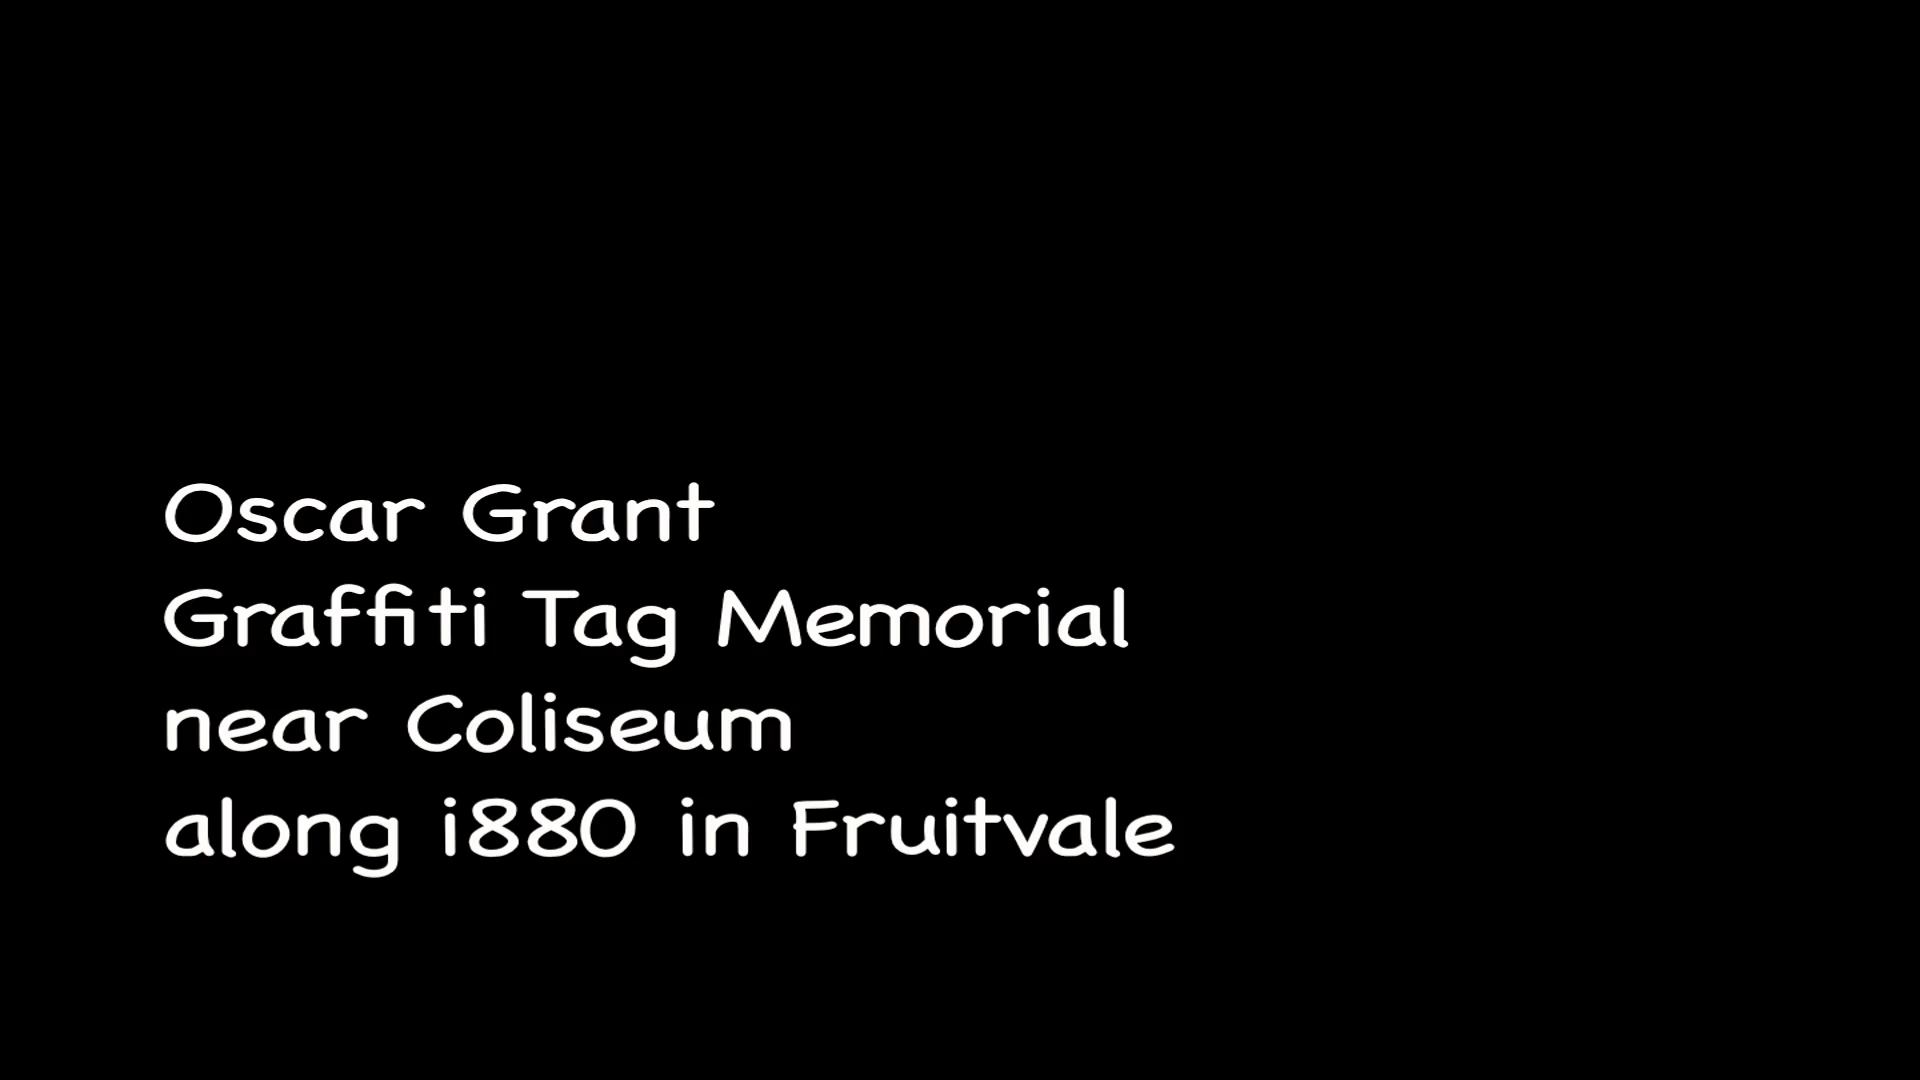 Oscar Grant
Graffiti Tag Memorial
near Coliseum
along i880 in Fruitvale